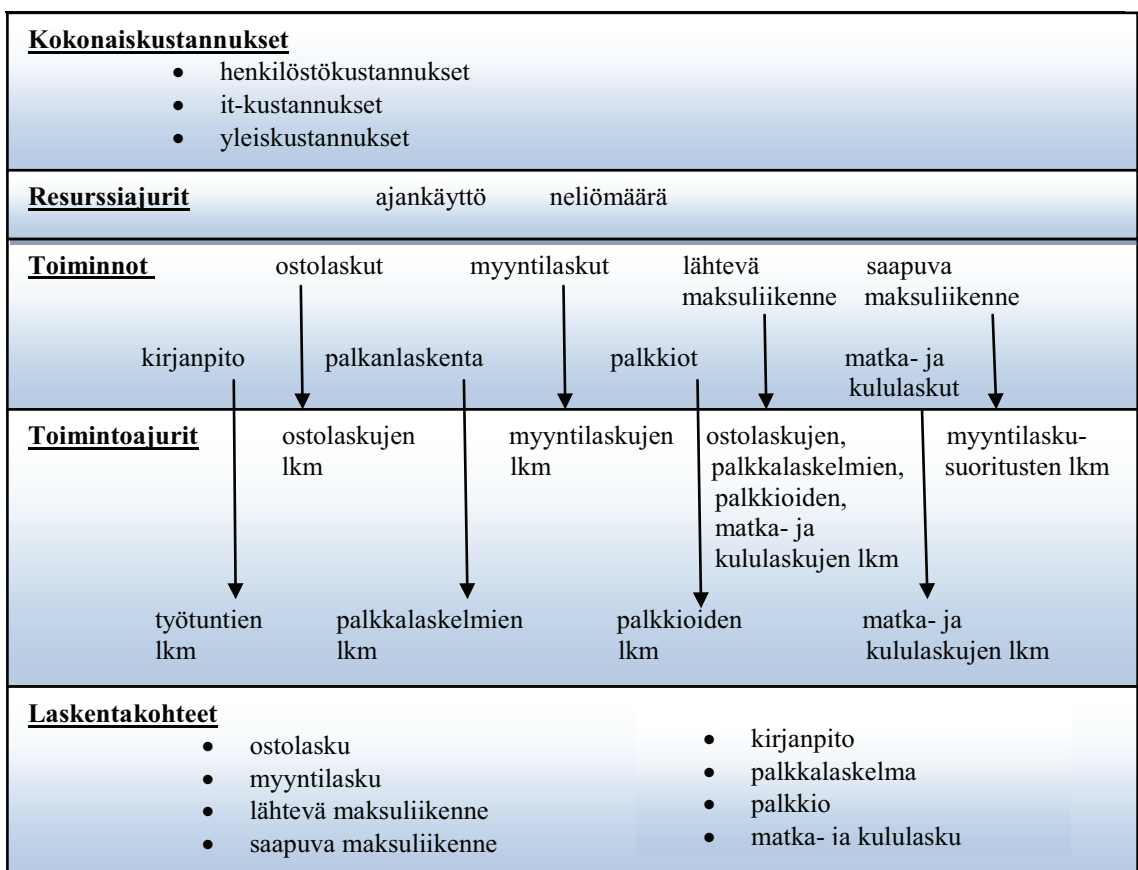 Kokonaiskustannukset
• henkilöstökustannukset
• it-kustannukset
• yleiskustannukset
Resurssiajurit ajankäyttö neliömäärä
Toiminnot ostolaskut myyntilaskut lähtevä saapuva
maksuliikenne maksuliikenne
kirjanpito palkanlaskenta palkkiot matka- ja
kululaskut
Toimintoajurit ostolaskujen myyntilaskujen ostolaskujen, myyntilasku-
lkm lkm palkkalaskelmien, suoritusten lkm
palkkioiden,
matka- ja
kululaskujen lkm
työtuntien palkkalaskelmien palkkioiden matka- ja
lkm lkm lkm kululaskujen lkm
Laskentakohteet
• ostolasku
• myyntilasku
• lähtevä maksuliikenne
• saapuva maksuliikenne
• kirjanpito
• palkkalaskelma
• palkkio
• matka- ja kululasku